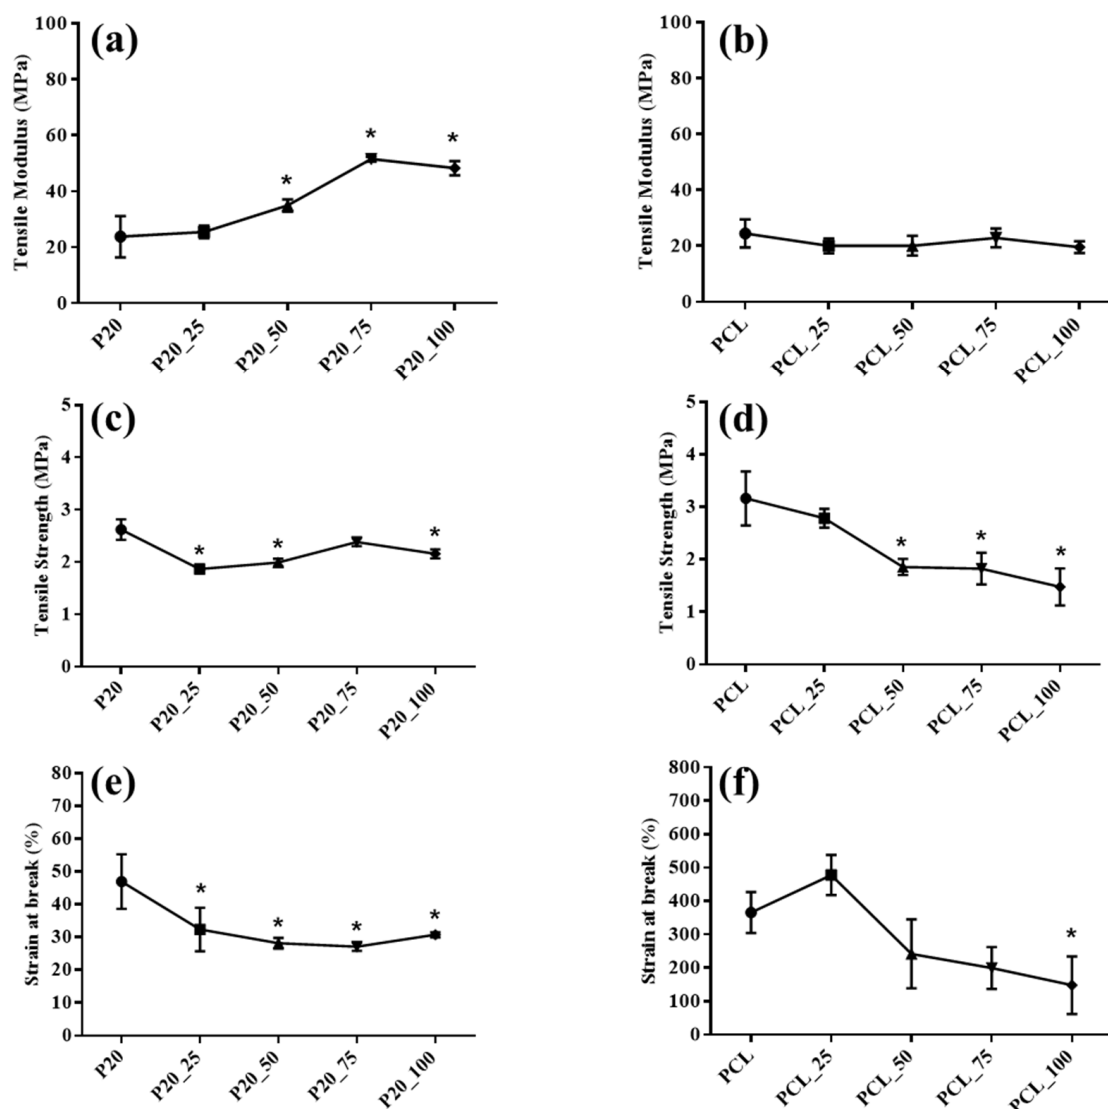 (a)
Tensile Modulus (MPa)
100
80
60
40
20
0
*
*
*
P20
P20_25
P20_50
P20_75
P20_100
(b)
Tensile Modulus (MPa)
100
80
60
40
20
0
PCL
PCL_25
PCL_50
PCL_75
PCL_100
(c)
Tensile Strength (MPa)
5
4
3
2
1
0
*
*
*
P20
P20_25
P20_50
P20_75
P20_100
(d)
Tensile Strength (MPa)
5
4
3
2
1
0
*
*
*
PCL
PCL_25
PCL_50
PCL_75
PCL_100
(e)
Strain at break (%)
80
70
60
50
40
30
20
10
0
*
*
*
*
P20
P20_25
P20_50
P20_75
P20_100
(f)
Strain at break (%)
800
700
600
500
400
300
200
100
0
*
PCL
PCL_25
PCL_50
PCL_75
PCL_100